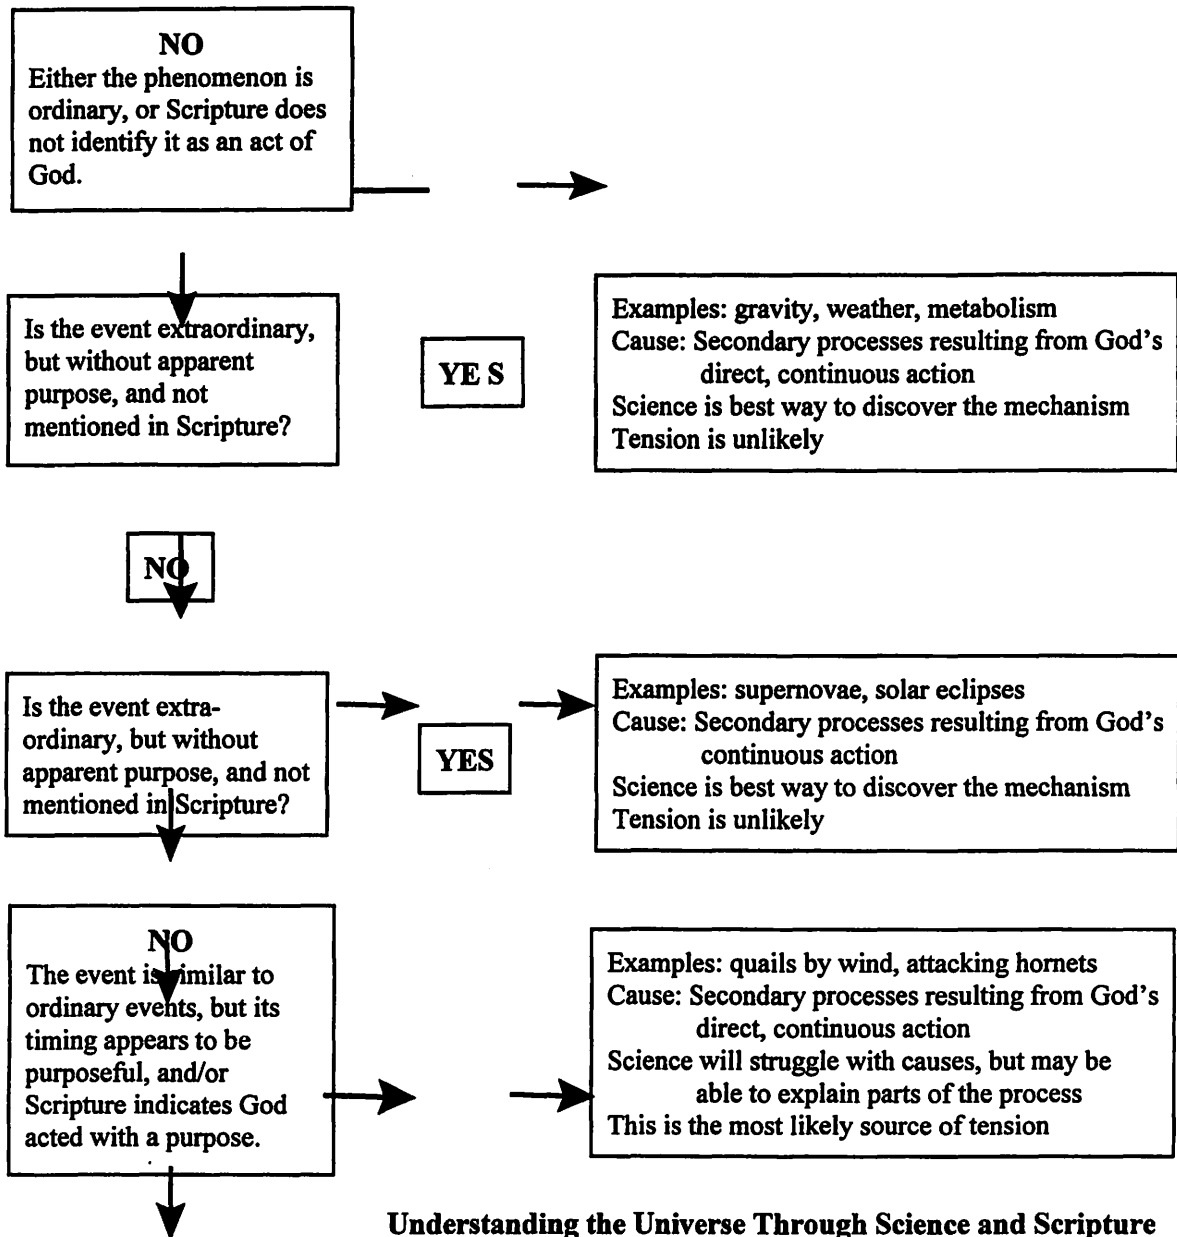 NO
Either the phenomenon is
ordinary, or Scripture does
not identify it as an act of
God.
Is the event extraordinary,
but without apparent
purpose, and not
mentioned in Scripture?
YE S
Examples: gravity, weather, metabolism
Cause: Secondary processes resulting from God's
direct, continuous action
Science is best way to discover the mechanism
Tension is unlikely
NO
Is the event extra-
ordinary, but without
apparent purpose, and not
mentioned in Scripture?
YES
Examples: supernovae, solar eclipses
Cause: Secondary processes resulting from God's
continuous action
Science is best way to discover the mechanism
Tension is unlikely
NO
The event is similar to
ordinary events, but its
timing appears to be
purposeful, and/or
Scripture indicates God
acted with a purpose.
Examples: quails by wind, attacking hornets
Cause: Secondary processes resulting from God's
direct, continuous action
Science will struggle with causes, but may be
able to explain parts of the process
This is the most likely source of tension
Understanding the Universe Through Science and Scripture